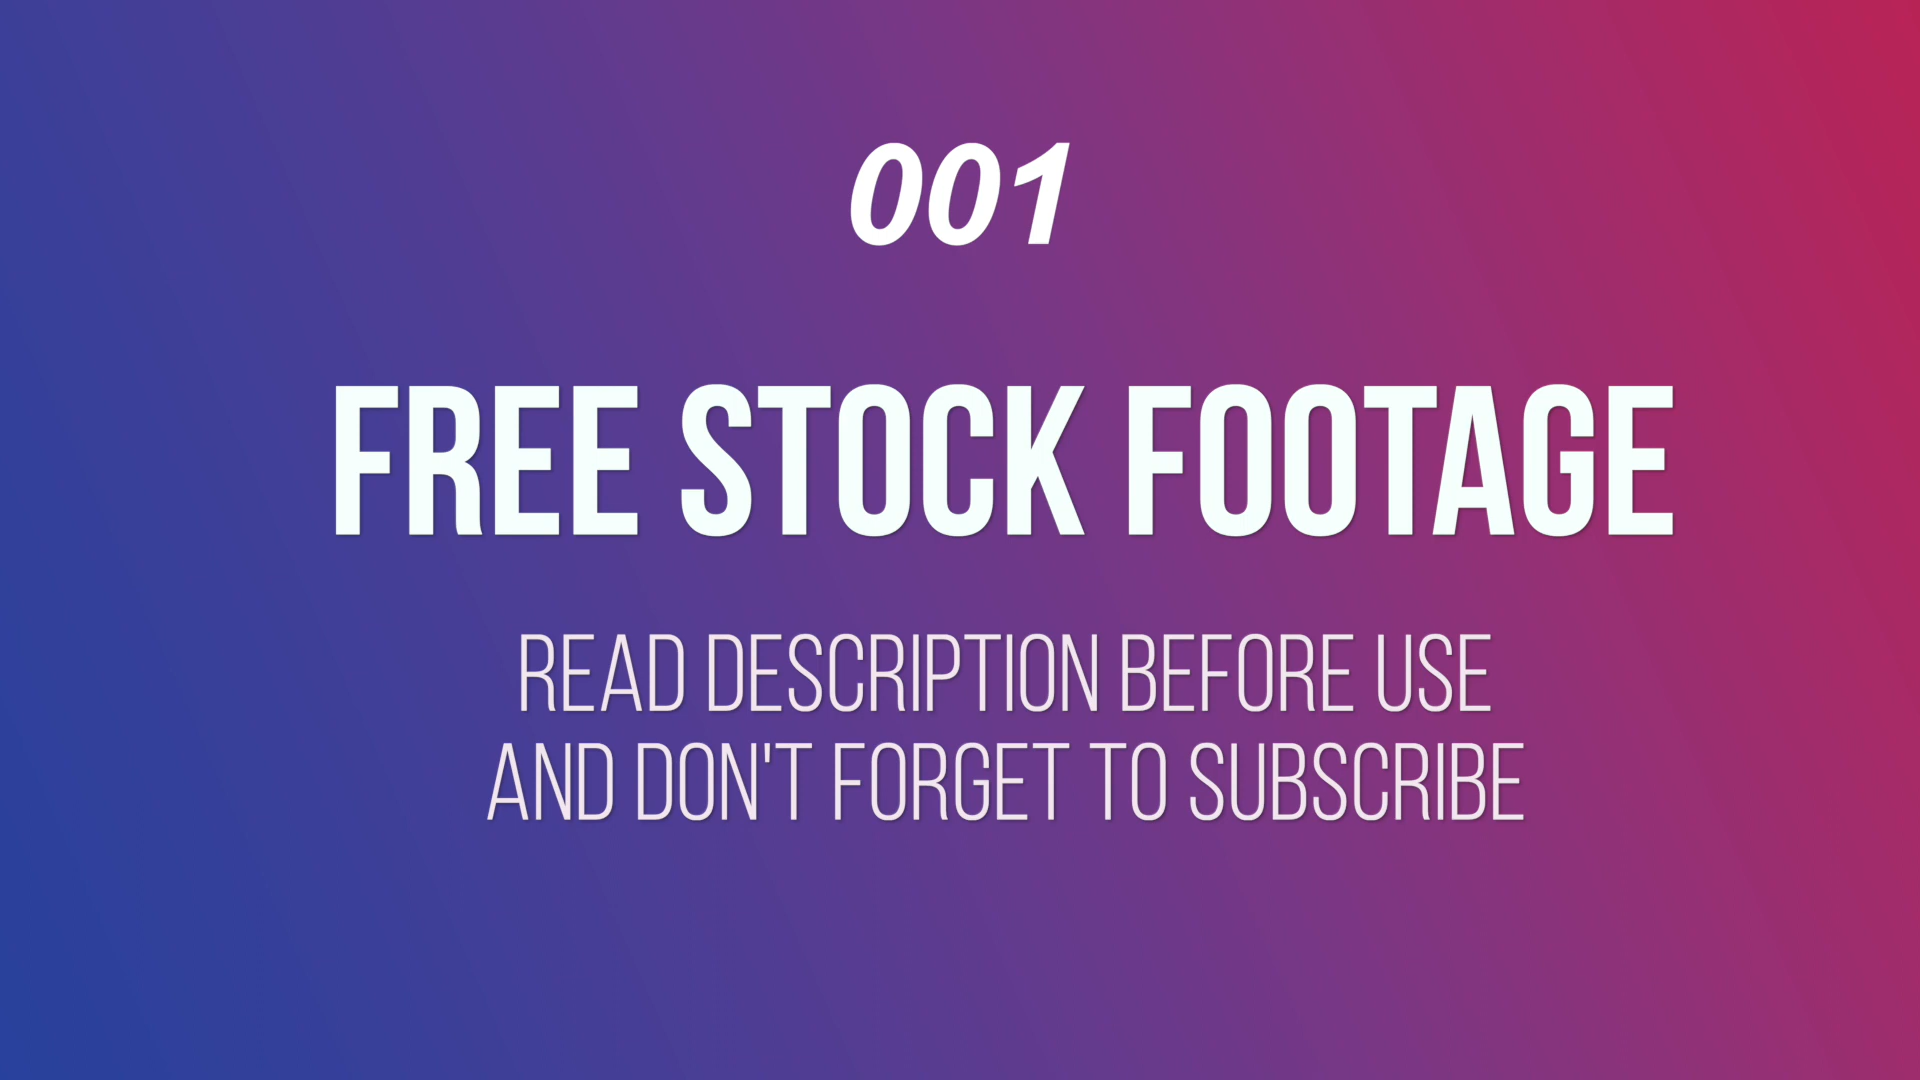 001
FREE STOCK FOOTAGE
READ DESCRIPTION BEFORE USE
AND DON'T FORGET TO SUBSCRIBE